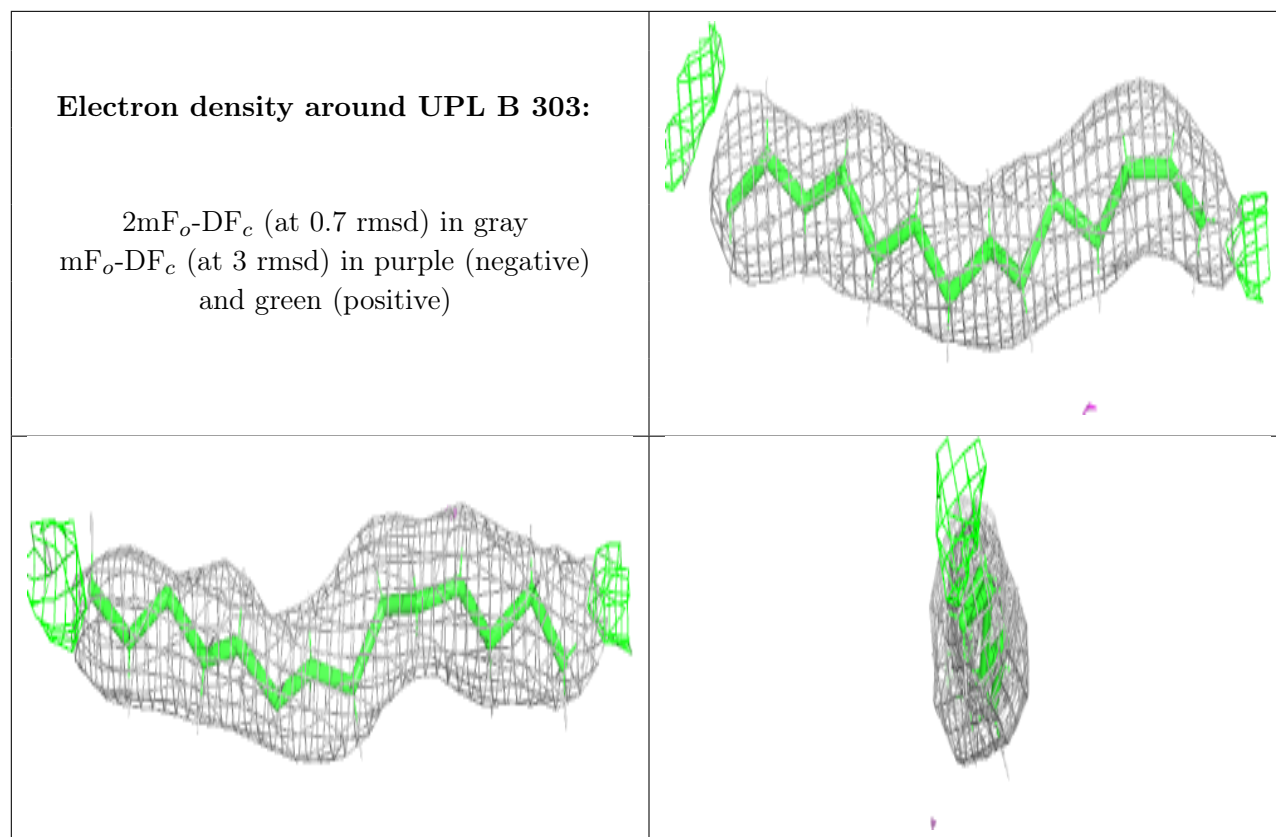 Electron density around UPL B 303:
2mFo-DFc (at 0.7 rmsd) in gray
mFo-DFc (at 3 rmsd) in purple (negative)
and green (positive)